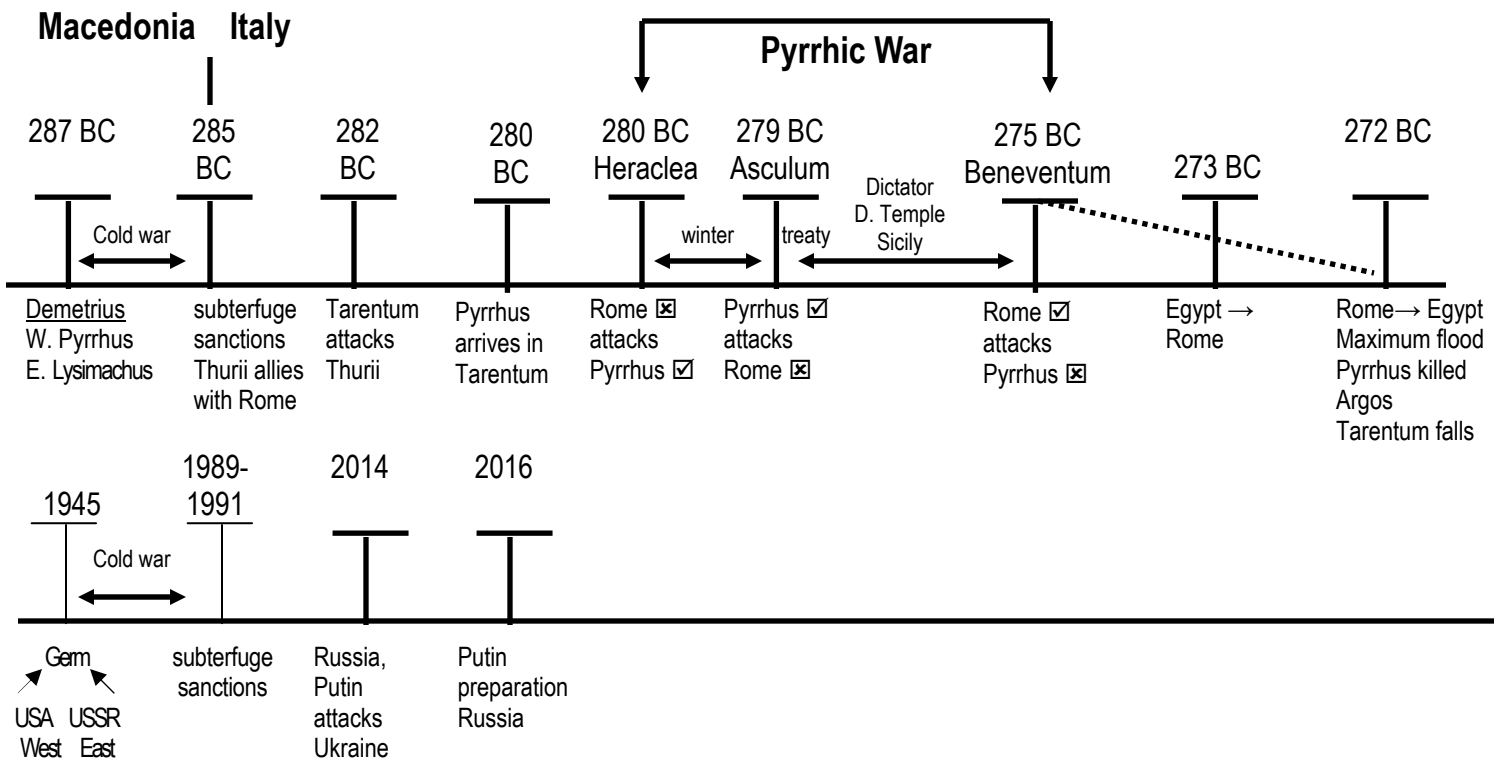 Macedonia Italy
Pyrrhic War
287 BC
285
BC
282
BC
280
BC
280 BC
Heraclea
279 BC
Asculum
275 BC
Beneventum
273 BC
272 BC
Cold war
winter
treaty
Dictator
D. Temple
Sicily
Demetrius
W. Pyrrhus
E. Lysimachus
subterfuge
sanctions
Thurii allies
with Rome
Tarentum
attacks
Thurii
Pyrrhus
arrives in
Tarentum
Rome ☒
attacks
Pyrrhus ☑
Pyrrhus ☑
attacks
Rome ☒
Rome ☑
attacks
Pyrrhus ☒
Egypt →
Rome
Rome→ Egypt
Maximum flood
Pyrrhus killed
Argos
Tarentum falls
1945
1989-
1991
2014
2016
Cold war
Germ
USA USSR
West East
subterfuge
sanctions
Russia,
Putin
attacks
Ukraine
Putin
preparation
Russia